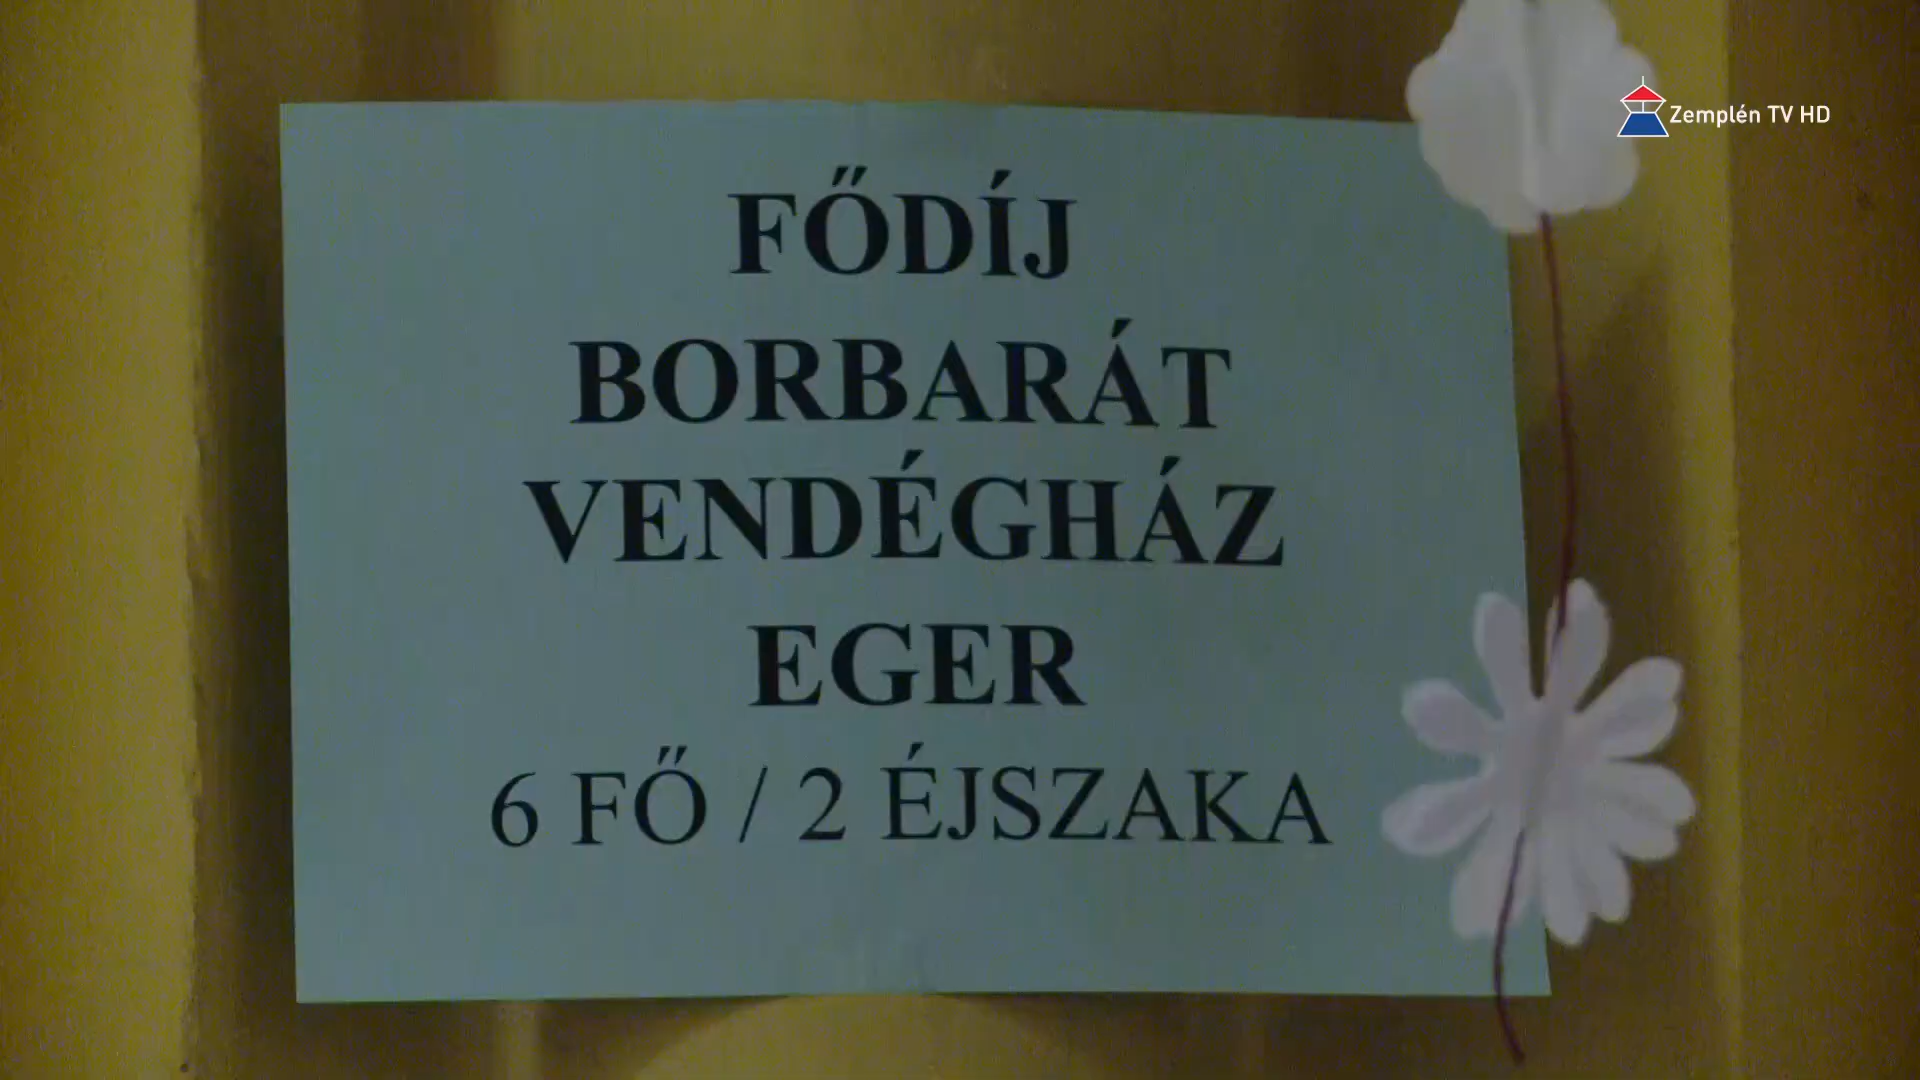 Zemplén TV HD
FŐDÍJ
BORBARÁT
VENDÉGHÁZ
EGER
6 FŐ / 2 ÉJSZAKA